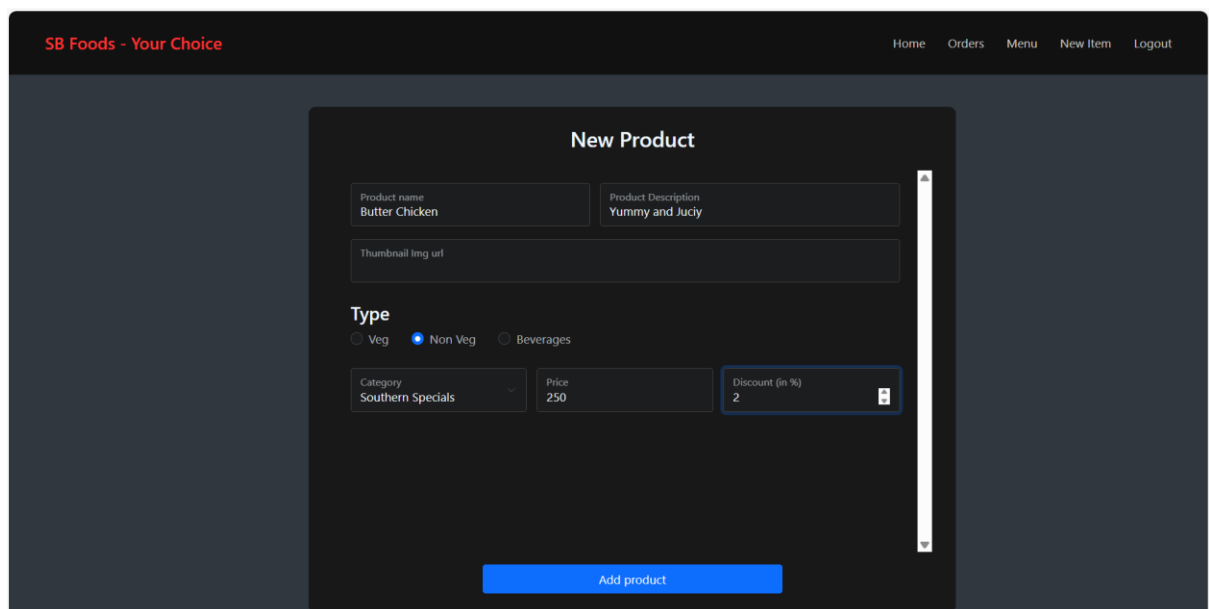 SB Foods - Your Choice
Home Orders Menu New Item Logout
New Product
Product name
Butter Chicken
Product Description
Yummy and Juciy
Thumbnail Img url
Type
Veg Non Veg Beverages
Category
Southern Specials
Price
250
Discount (in %)
2
Add product